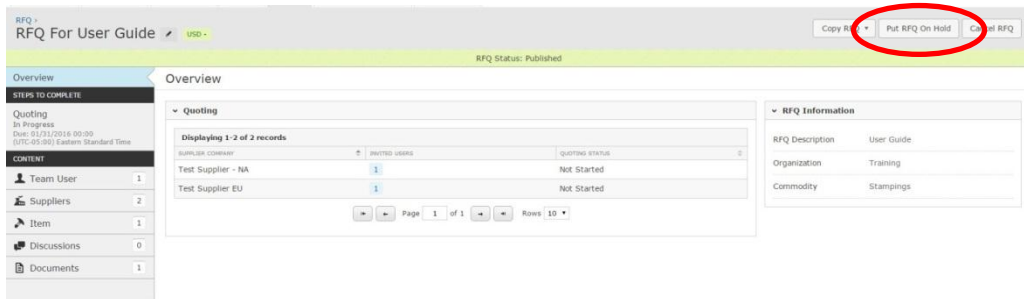 RFQ ›
RFQ For User Guide USD
Copy RFQ Put RFQ On Hold Cancel RFQ
RFQ Status: Published
Overview
STEPS TO COMPLETE
Quoting
In Progress
Due: 01/31/2016 00:00
(UTC-05:00) Eastern Standard Time
CONTENT
Team User 1
Suppliers 2
Item 1
Discussions 0
Documents 1
Overview
Quoting
Displaying 1-2 of 2 records
SUPPLIER COMPANY INVITED USERS QUOTING STATUS
Test Supplier - NA 1 Not Started
Test Supplier EU 1 Not Started
Page 1 of 1 Rows 10
RFQ Information
RFQ Description User Guide
Organization Training
Commodity Stampings